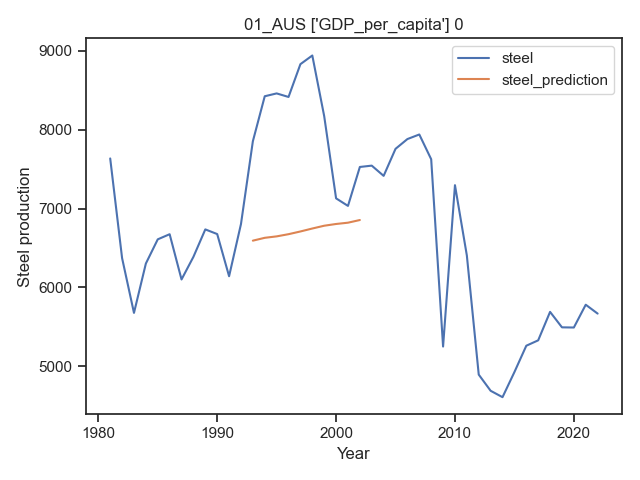 01_AUS ['GDP_per_capita'] 0
steel
steel_prediction
Steel production
9000
8000
7000
6000
5000
1980 1990 2000 2010 2020
Year